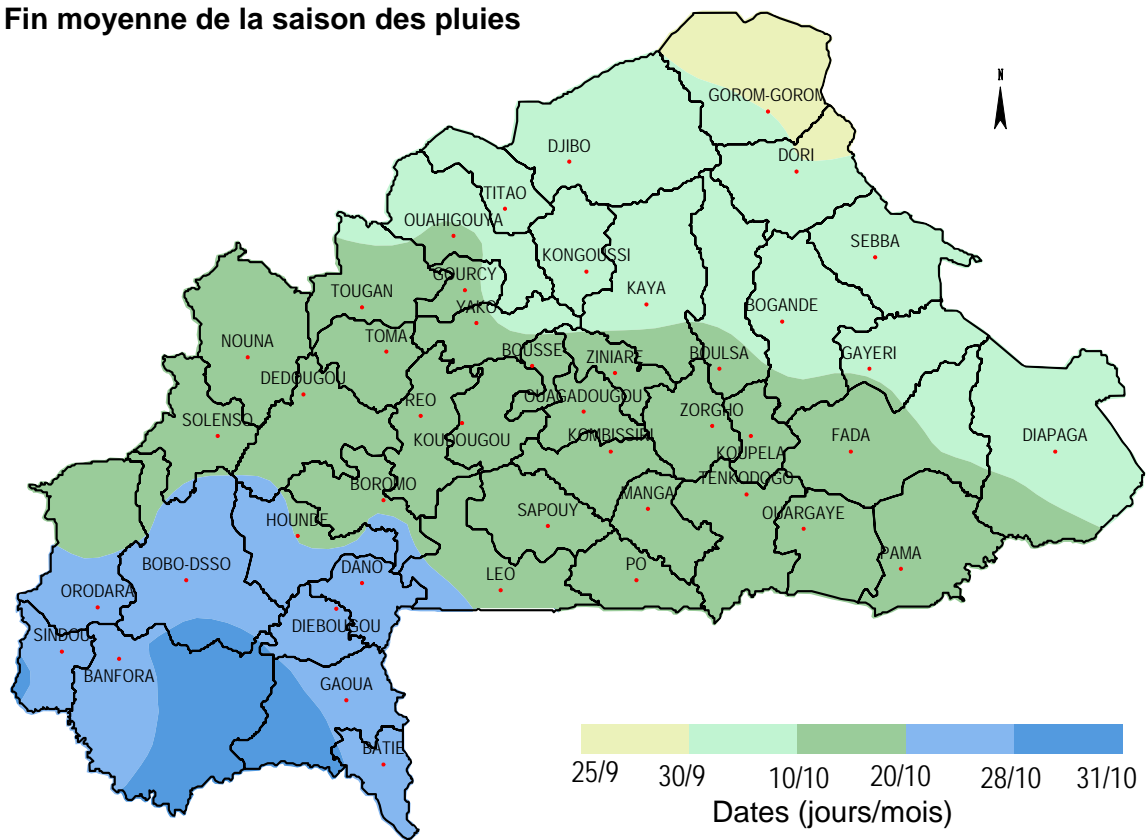 Fin moyenne de la saison des pluies
N
GOROM-GOROM
DORI
DJIBO
TITAO
OUAHIGOUYA
SEBBA
KONGOUSSI
GOURCY
KAYA
TOUGAN
BOGANDE
YAKO
NOUNA
TOMA
BOUSSE
ZINIARE
BOULSA
GAYERI
DEDOUGOU
REO
OUAGADOUGOU
SOLENSO
ZORGHO
KOUDOUGOU
KOMBISSIRI
FADA
DIAPAGA
KOUPELA
TENKODOGO
BOROMO
MANGA
HOUNDE
SAPOUY
OUARGAYE
PAMA
BOBO-DSSO
DANO
LEO
PO
ORODARA
DIEBOUGOU
SINDOU
BANFORA
GAOUA
BATIE
25/9 30/9 10/10 20/10 28/10 31/10
Dates (jours/mois)